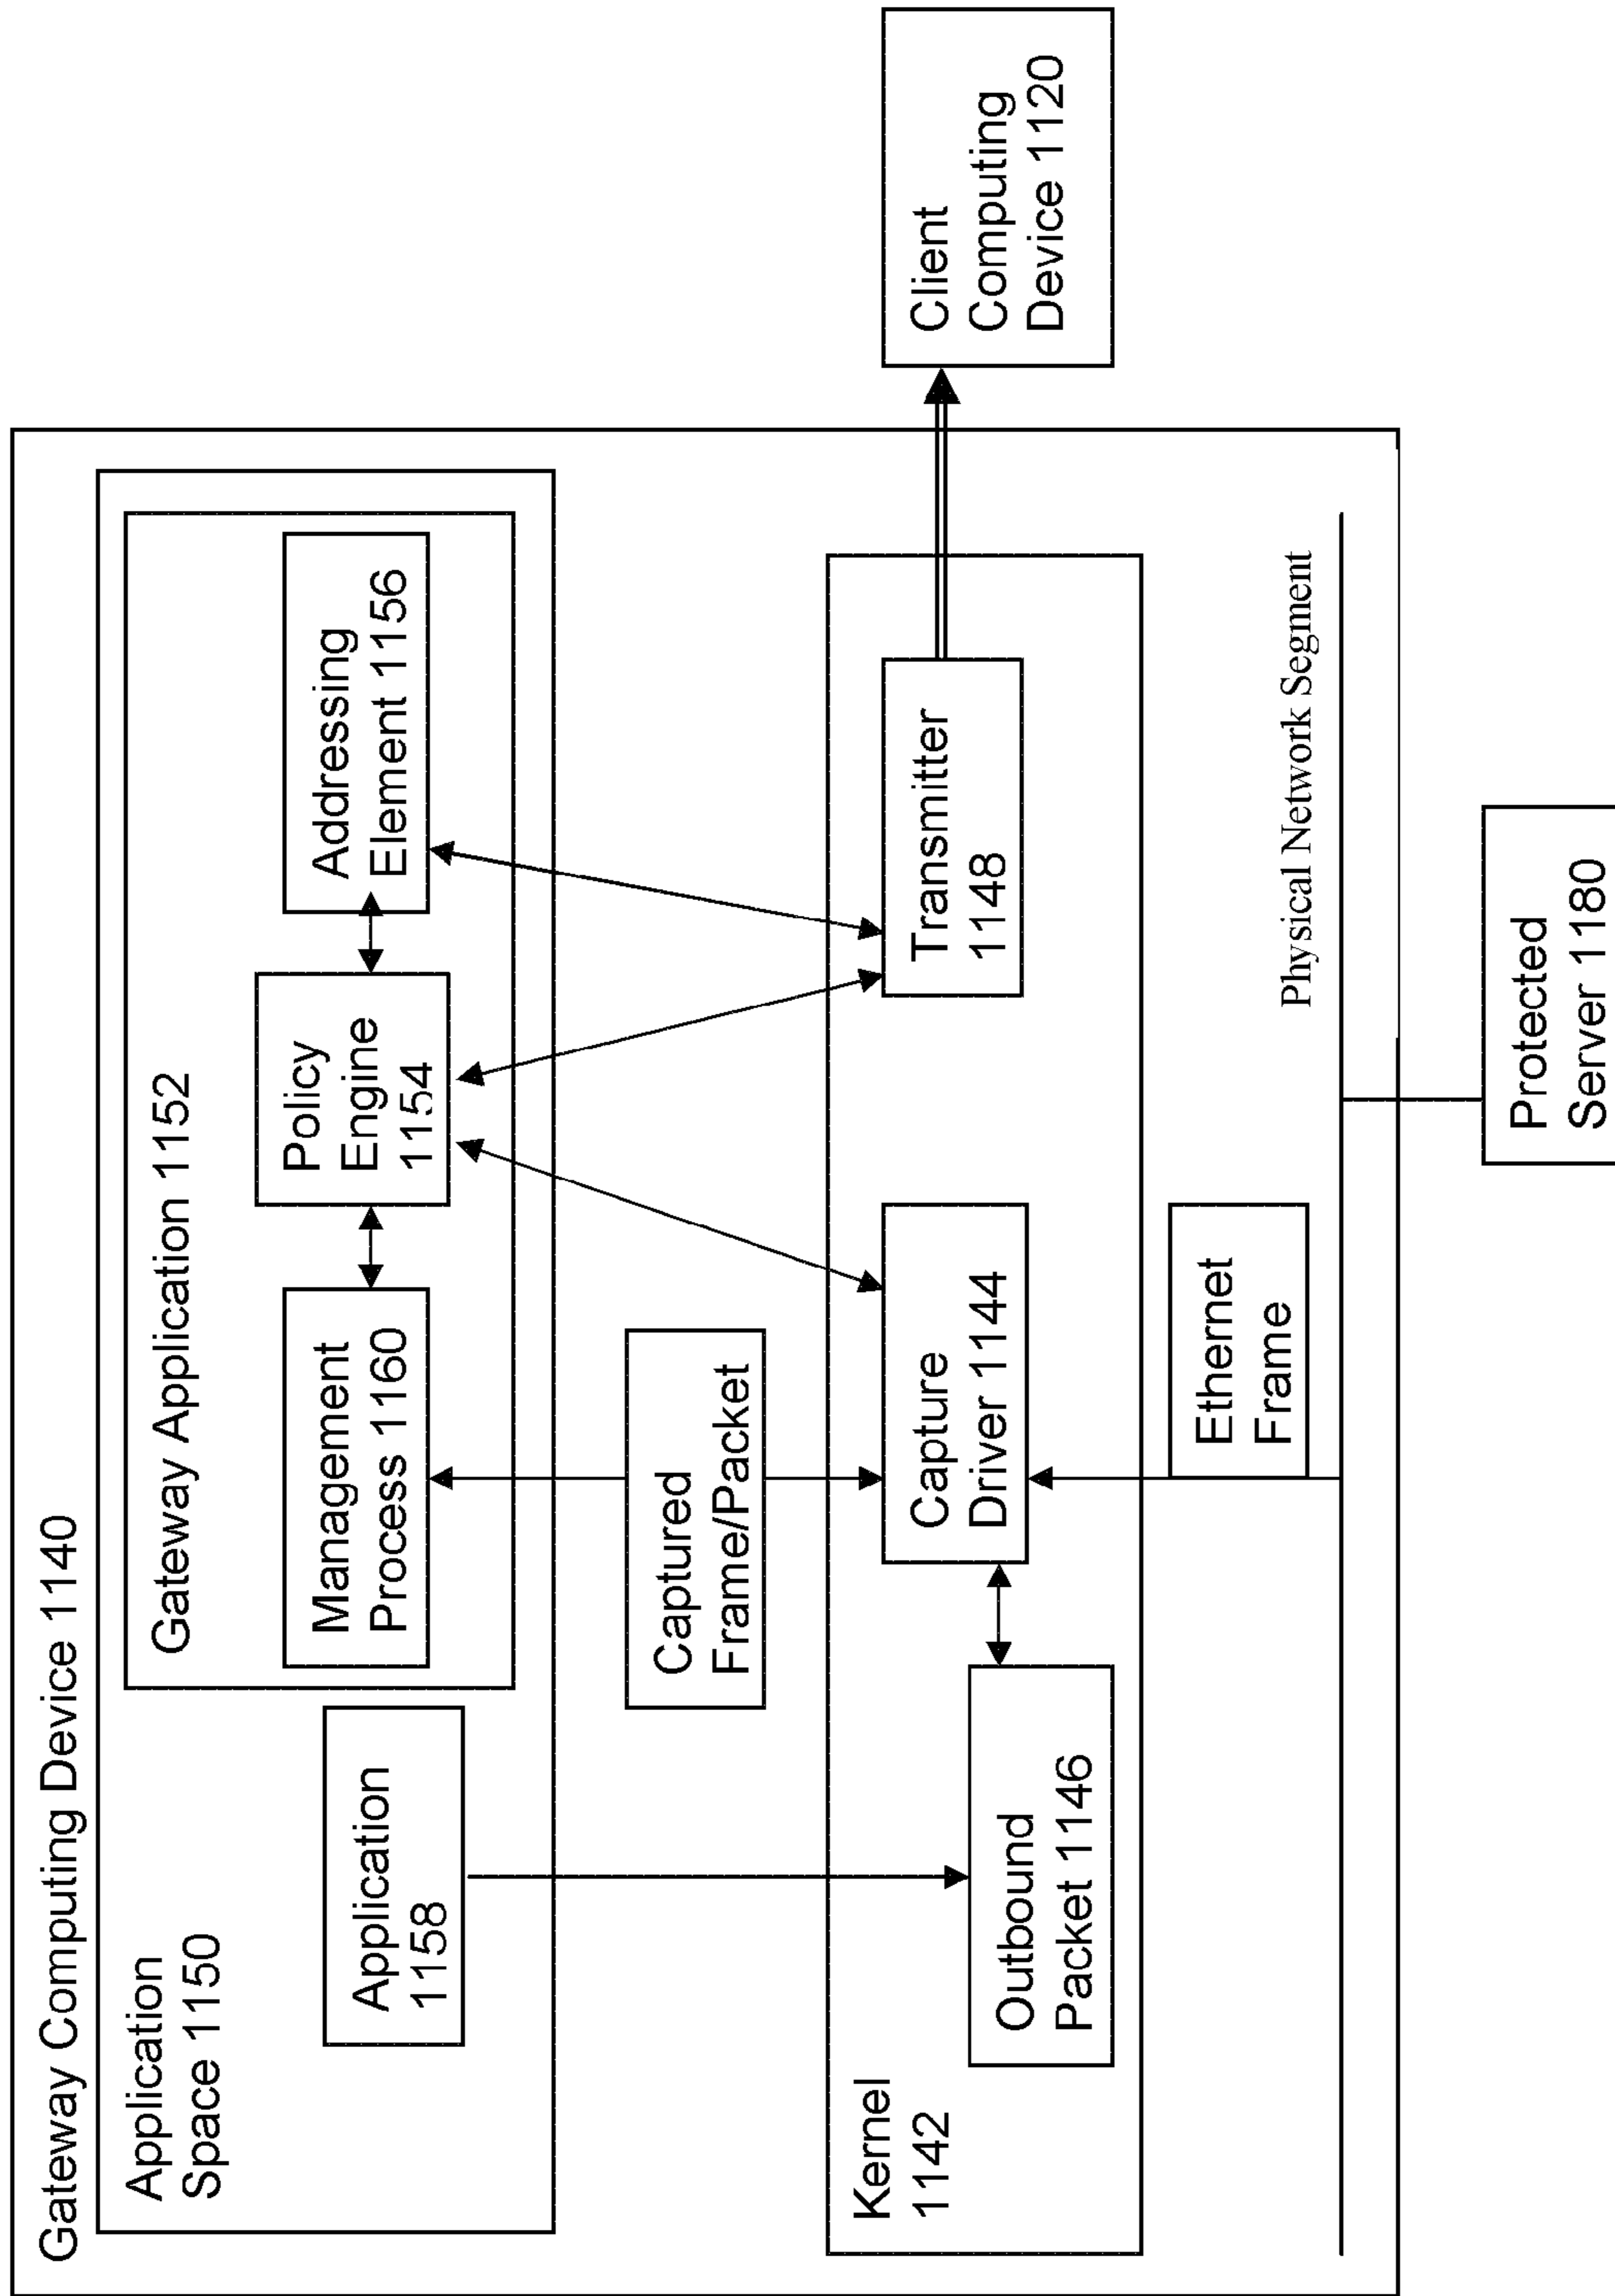 Gateway Computing Device 1140
Application
Space 1150
Gateway Application 1152
Application
1158
Management
Process 1160
Policy
Engine
1154
Addressing
Element 1156
Captured
Frame/Packet
Kernel
1142
Outbound
Packet 1146
Capture
Driver 1144
Transmitter
1148
Client
Computing
Device 1120
Ethernet
Frame
Physical Network Segment
Protected
Server 1180